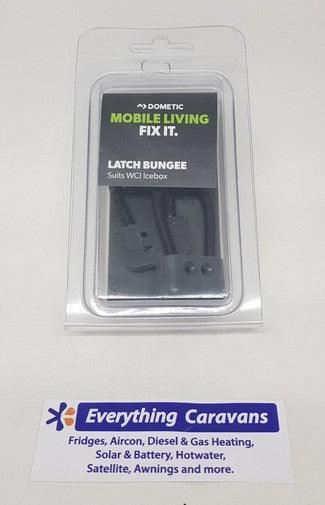 DOMETIC
MOBILE LIVING
FIX IT.
LATCH BUNGEE
Suits WCI Icebox
Everything Caravans
Fridges, Aircon, Diesel & Gas Heating,
Solar & Battery, Hotwater,
Satellite, Awnings and more.